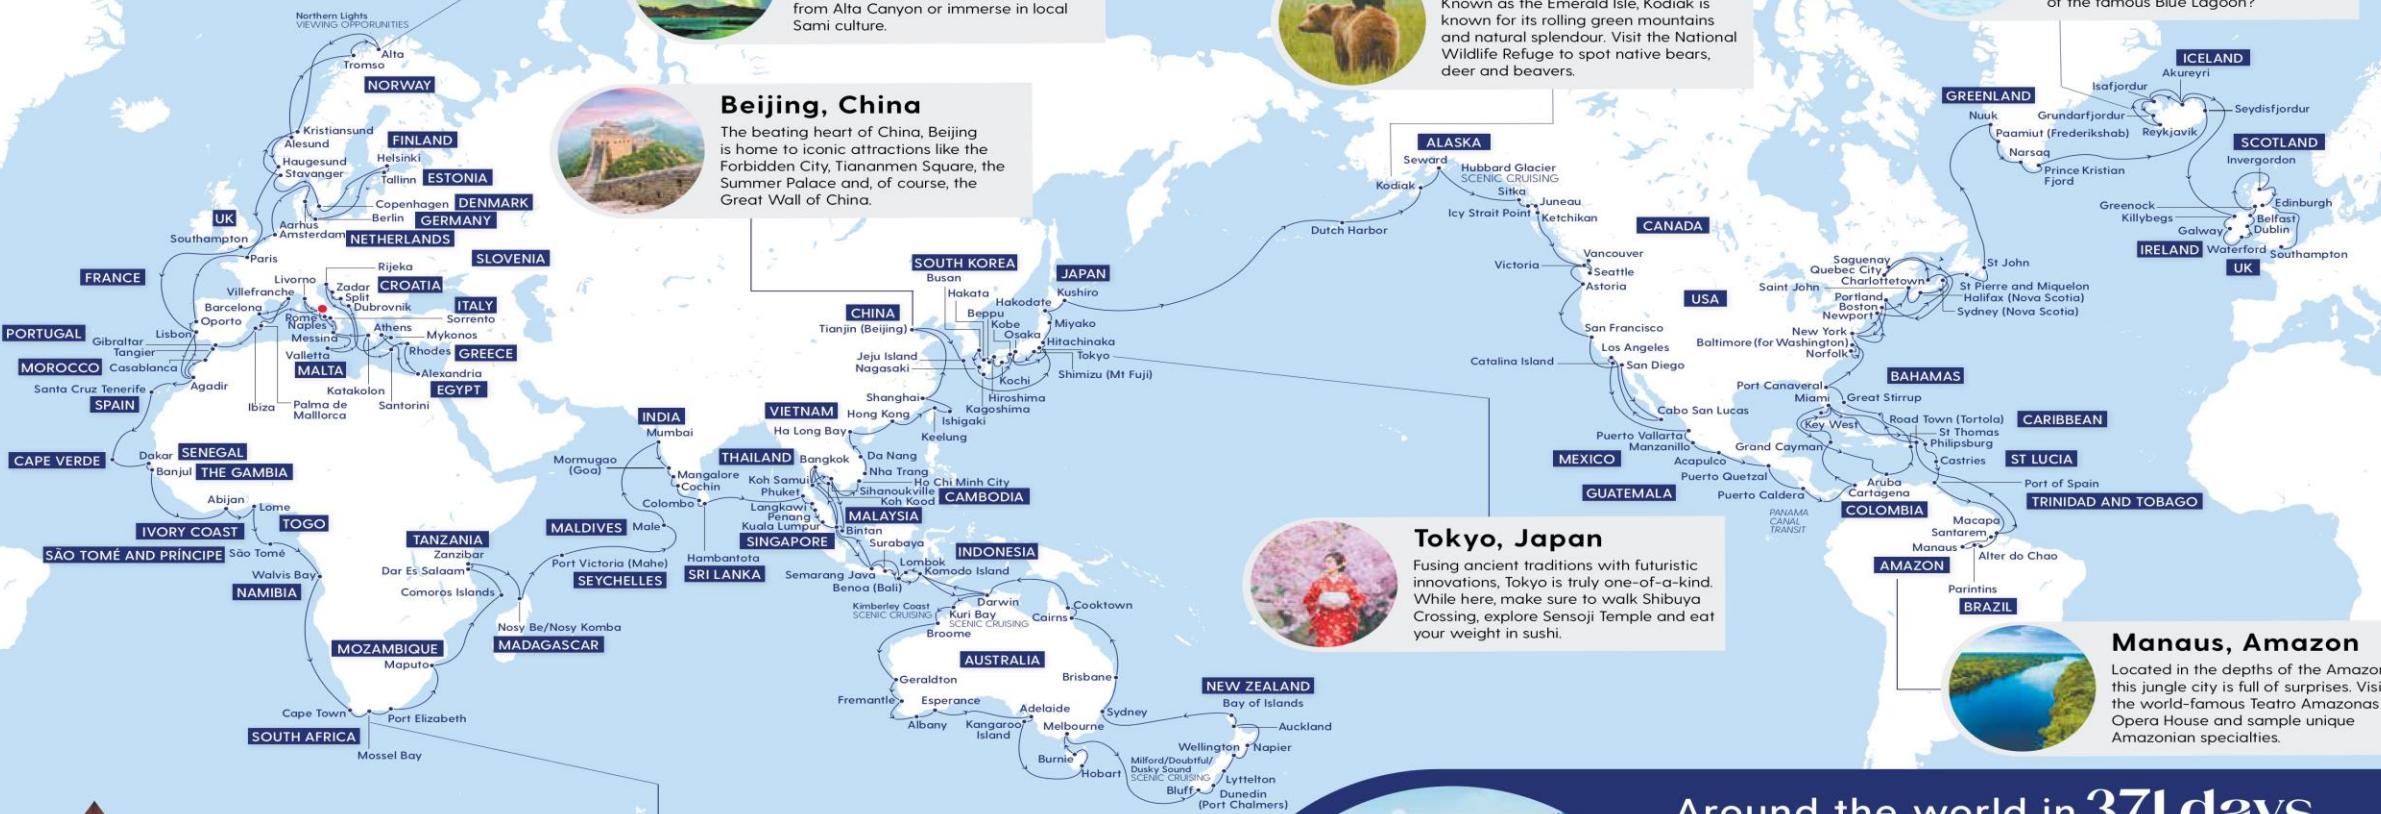 Northern Lights
VIEWING OPPORUNITIES
Alta
Tromso
NORWAY
from Alta Canyon or immerse in local
Sami culture.
Known as the Emerald Isle, Kodiak is
known for its rolling green mountains
and natural splendour. Visit the National
Wildlife Refuge to spot native bears,
deer and beavers.
of the famous Blue Lagoon?
Beijing, China
The beating heart of China, Beijing
is home to iconic attractions like the
Forbidden City, Tiananmen Square, the
Summer Palace and, of course, the
Great Wall of China.
Kristiansund
Alesund
FINLAND
Haugesund
Helsinki
Stavanger
Tallinn
ESTONIA
Copenhagen
DENMARK
Berlin
GERMANY
UK
Aarhus
Amsterdam
NETHERLANDS
Southampton
Paris
SLOVENIA
FRANCE
Rijeka
Livorno
Zadar
CROATIA
Villefranche
Split
Barcelona
Dubrovnik
ITALY
Oporto
Rome
Naples
Sorrento
PORTUGAL
Lisbon
Messina
Athens
Mykonos
Gibraltar
Tangier
Valletta
Rhodes
GREECE
MOROCCO
Casablanca
MALTA
Alexandria
Santa Cruz Tenerife
Agadir
Katakolon
EGYPT
SPAIN
Ibiza
Palma de
Malllorca
Santorini
Dakar
SENEGAL
CAPE VERDE
Banjul
THE GAMBIA
Abijan
Lome
IVORY COAST
TOGO
SÃO TOMÉ AND PRÍNCIPE
São Tomé
Walvis Bay
NAMIBIA
TANZANIA
Zanzibar
Dar Es Salaam
Comoros Islands
Nosy Be/Nosy Komba
MADAGASCAR
MOZAMBIQUE
Maputo
Cape Town
Port Elizabeth
SOUTH AFRICA
Mossel Bay
INDIA
Mumbai
Mormugao
(Goa)
Mangalore
Cochin
Colombo
MALDIVES
Male
Port Victoria (Mahe)
SEYCHELLES
Hambantota
SRI LANKA
SOUTH KOREA
Busan
Hakata
Beppu
Kobe
Osaka
JAPAN
Kushiro
Hakodate
Miyako
Hitachinaka
Tokyo
Shimizu (Mt Fuji)
CHINA
Tianjin (Beijing)
Jeju Island
Nagasaki
Kochi
Hiroshima
Kagoshima
Shanghai
Ishigaki
Keelung
VIETNAM
Hong Kong
Ha Long Bay
THAILAND
Bangkok
Da Nang
Nha Trang
Koh Samui
Ho Chi Minh City
Phuket
Sihanoukville
CAMBODIA
Koh Kood
Langkawi
Penang
MALAYSIA
Kuala Lumpur
Bintan
SINGAPORE
Surabaya
INDONESIA
Lombok
Semarang Java
Komodo Island
Benoa (Bali)
Kimberley Coast
SCENIC CRUISING
Darwin
Kuri Bay
SCENIC CRUISING
Broome
Cooktown
Cairns
AUSTRALIA
Geraldton
Brisbane
Fremantle
Esperance
Adelaide
Sydney
Albany
Kangaroo
Island
Melbourne
Burnie
Hobart
NEW ZEALAND
Bay of Islands
Auckland
Wellington
Napier
Milford/Doubtful/
Dusky Sound
SCENIC CRUISING
Lyttelton
Bluff
Dunedin
(Port Chalmers)
ALASKA
Seward
Hubbard Glacier
SCENIC CRUISING
Kodiak
Sitka
Juneau
Icy Strait Point
Ketchikan
Dutch Harbor
CANADA
Vancouver
Victoria
Seattle
Astoria
USA
San Francisco
Los Angeles
Catalina Island
San Diego
Cabo San Lucas
Puerto Vallarta
Manzanillo
MEXICO
Acapulco
Puerto Quetzal
GUATEMALA
Puerto Caldera
PANAMA
CANAL
TRANSIT
Tokyo, Japan
Fusing ancient traditions with futuristic
innovations, Tokyo is truly one-of-a-kind.
While here, make sure to walk Shibuya
Crossing, explore Sensoji Temple and eat
your weight in sushi.
ICELAND
Akureyri
Isafjordur
GREENLAND
Seydisfjordur
Nuuk
Grundarfjordur
Paamiut (Frederikshab)
Reykjavik
SCOTLAND
Narsaq
Invergordon
Prince Kristian
Fjord
Greenock
Edinburgh
Killybegs
Belfast
Galway
Dublin
IRELAND
Waterford
Southampton
UK
Saguenay
Quebec City
St John
Charlottetown
Saint John
St Pierre and Miquelon
Portland
Halifax (Nova Scotia)
Boston
Newport
Sydney (Nova Scotia)
New York
Baltimore (for Washington)
Norfolk
BAHAMAS
Port Canaveral
Miami
Great Stirrup
Road Town (Tortola)
CARIBBEAN
Key West
St Thomas
Philipsburg
Grand Cayman
Castries
ST LUCIA
Aruba
Port of Spain
Cartagena
TRINIDAD AND TOBAGO
COLOMBIA
Macapa
Santarem
Manaus
Alter do Chao
AMAZON
Parintins
BRAZIL
Manaus, Amazon
Located in the depths of the Amazon
this jungle city is full of surprises. Visi
the world-famous Teatro Amazonas
Opera House and sample unique
Amazonian specialties.
Around the world in 371 days